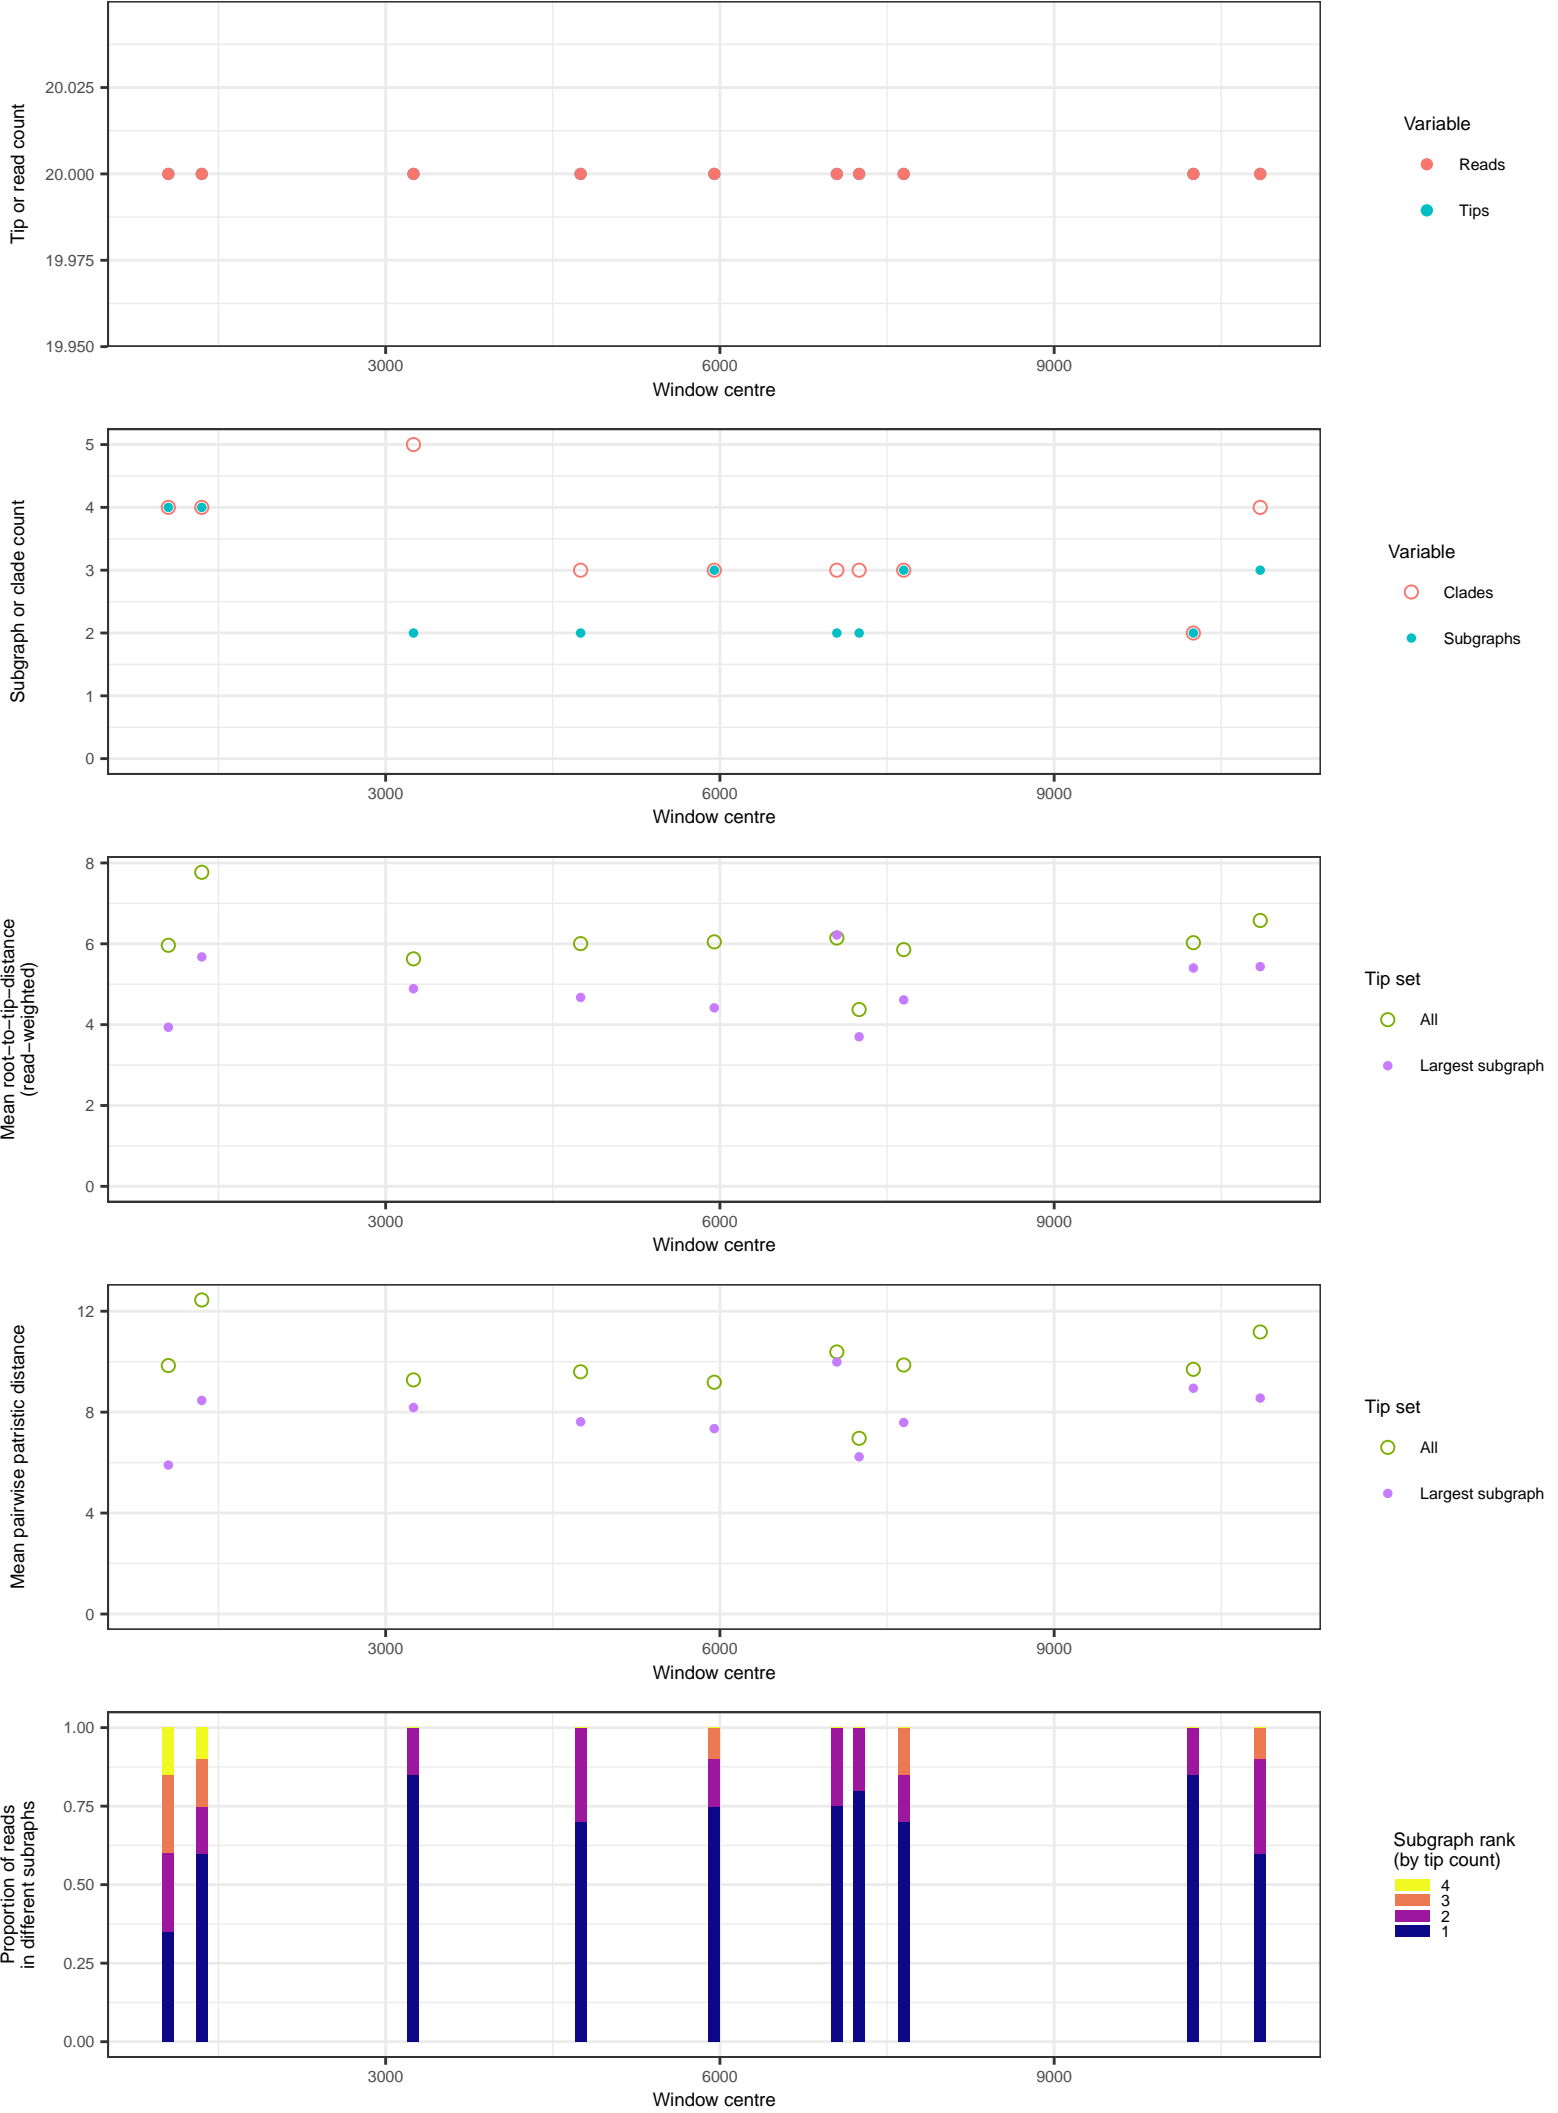 Tip or read count
20.025
20.000
19.975
19.950
3000
6000
9000
Window centre
Variable
Reads
Tips
Subgraph or clade count
5
4
3
2
1
0
3000
6000
9000
Window centre
Variable
Clades
Subgraphs
Mean root−to−tip−distance
(read−weighted)
8
6
4
2
0
3000
6000
9000
Window centre
Tip set
All
Largest subgraph
Mean pairwise patristic distance
12
8
4
0
3000
6000
9000
Window centre
Tip set
All
Largest subgraph
Proportion of reads
in different subraphs
1.00
0.75
0.50
0.25
0.00
3000
6000
9000
Window centre
Subgraph rank
(by tip count)
4
3
2
1